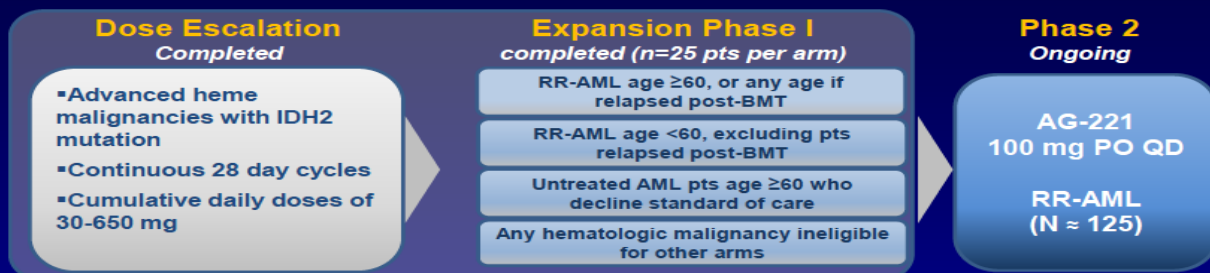 Dose Escalation
Completed
▪Advanced heme
malignancies with IDH2
mutation
▪Continuous 28 day cycles
▪Cumulative daily doses of
30-650 mg
Expansion Phase I
completed (n=25 pts per arm)
RR-AML age ≥60, or any age if
relapsed post-BMT
RR-AML age <60, excluding pts
relapsed post-BMT
Untreated AML pts age ≥60 who
decline standard of care
Any hematologic malignancy ineligible
for other arms
Phase 2
Ongoing
AG-221
100 mg PO QD
RR-AML
(N ≈ 125)